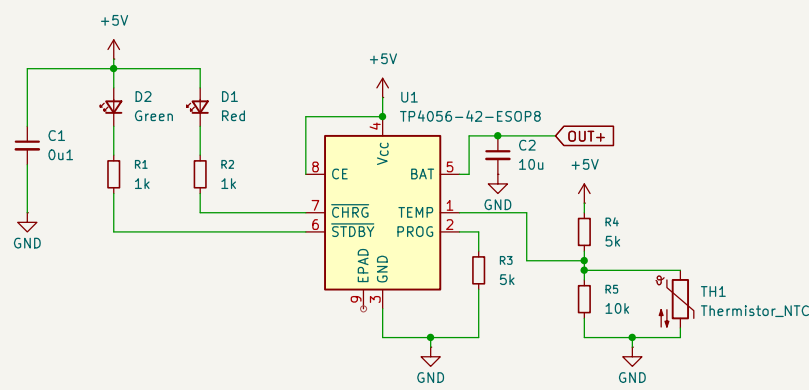 +5V
D2
Green
D1
Red
C1
0u1
R1
1k
R2
1k
GND
+5V
U1
TP4056-42-ESOP8
4
Vcc
8
CE
BAT
5
7
CHRG
TEMP
1
6
STDBY
PROG
2
EPAD
GND
9
3
OUT+
C2
10u
GND
+5V
R4
5k
R3
5k
R5
10k
TH1
Thermistor_NTC
GND
GND